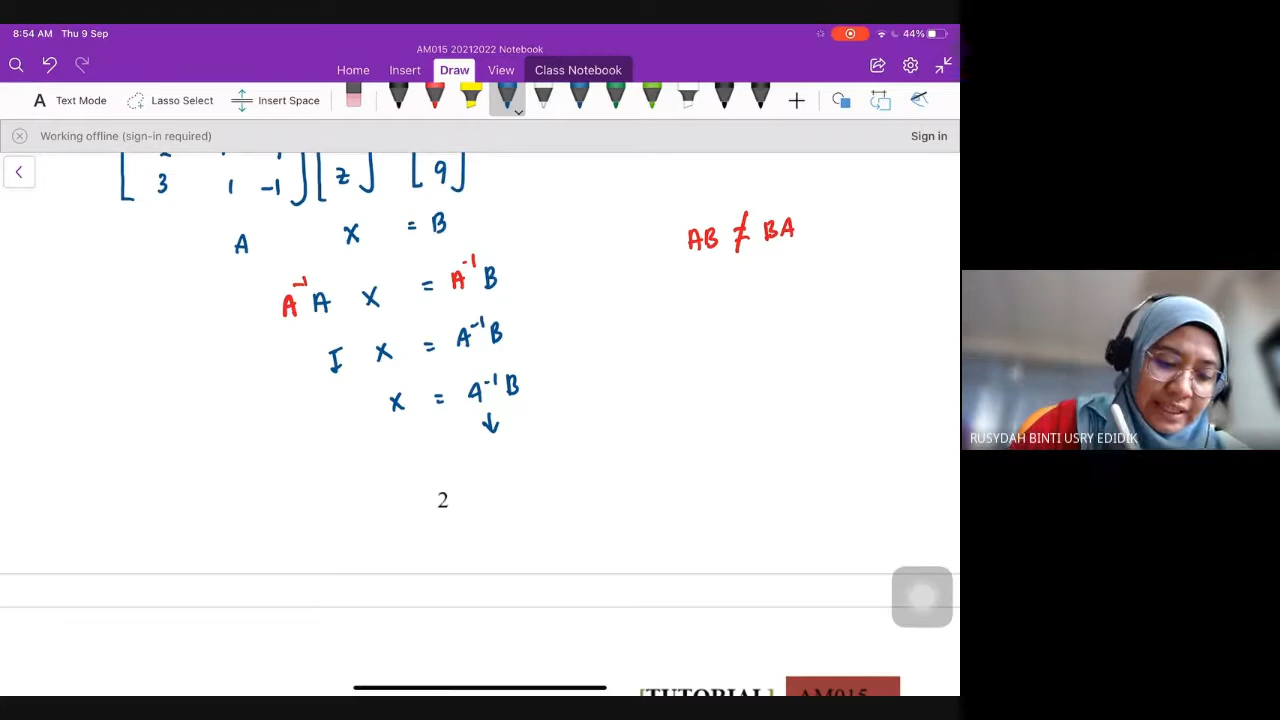 8:54 AM Thu 9 Sep
44%
AM015 20212022 Notebook
Home Insert Draw View Class Notebook
A Text Mode Lasso Select Insert Space
Working offline (sign-in required) Sign in
z 9
3 1 -1
A X = B
AB ≠ BA
A⁻¹ A X = A⁻¹ B
I X = A⁻¹ B
X = A⁻¹ B
↓
2
RUSYDAH BINTI USRY EDIDIK
[TUTORIAL] AM015